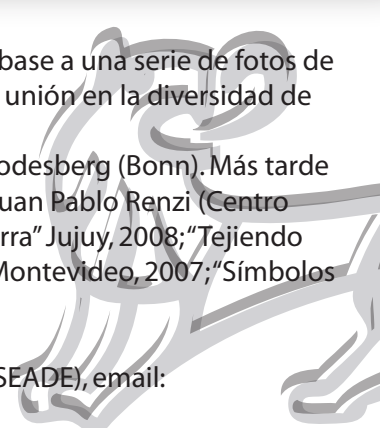 base a una serie de fotos de
unión en la diversidad de
odesberg (Bonn). Más tarde
uan Pablo Renzi (Centro
rra” Jujuy, 2008; “Tejiendo
Montevideo, 2007; “Símbolos
SEADE), email: